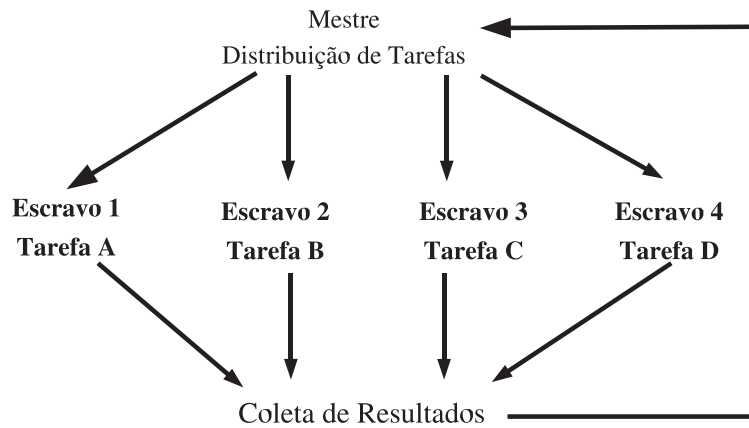 Mestre
Distribuição de Tarefas
Escravo 1
Tarefa A
Escravo 2
Tarefa B
Escravo 3
Tarefa C
Escravo 4
Tarefa D
Coleta de Resultados